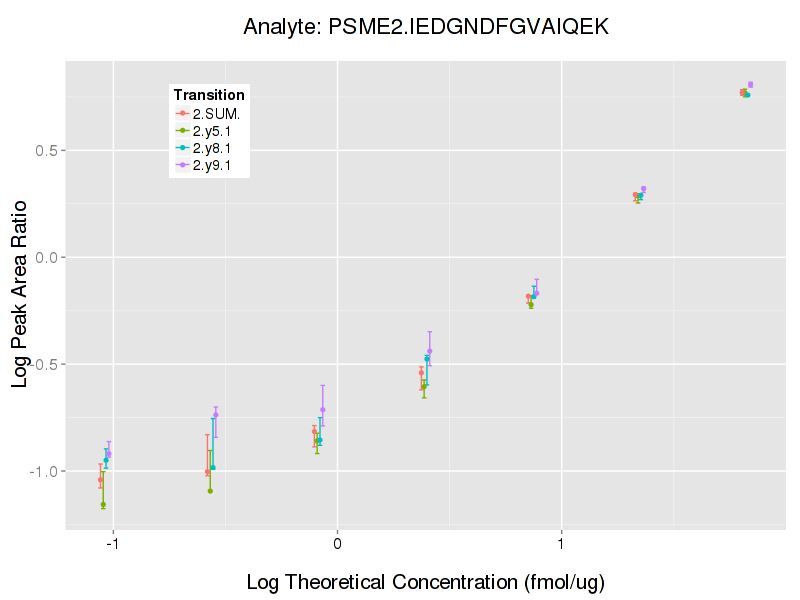 Analyte: PSME2.IEDGNDFGVAIQEK
Log Peak Area Ratio
0.5
0.0
-0.5
-1.0
Transition
2.SUM.
2.y5.1
2.y8.1
2.y9.1
-1
0
1
Log Theoretical Concentration (fmol/ug)